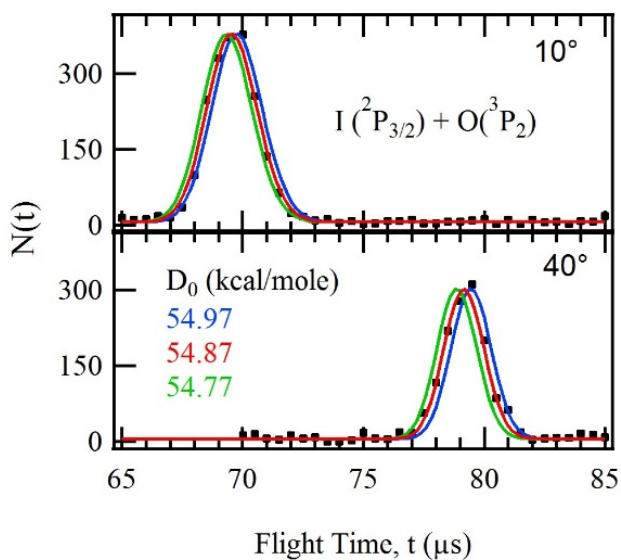 10°
I (²P₃/₂) + O(³P₂)
300
150
0
N(t)
40°
D₀ (kcal/mole)
54.97
54.87
54.77
300
150
0
65 70 75 80 85
Flight Time, t (µs)